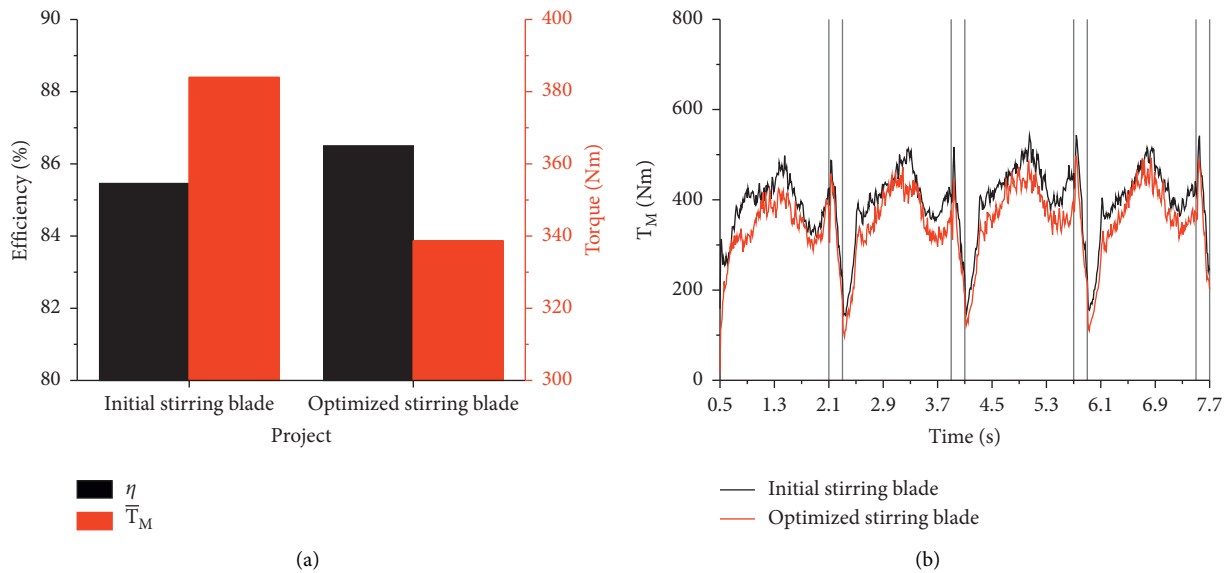 90
88
86
84
82
80
Efficiency (%)
400
380
360
340
320
300
Torque (Nm)
Initial stirring blade
Optimized stirring blade
Project
η
T̅M
(a)
800
600
400
200
0
TM (Nm)
0.5
1.3
2.1
2.9
3.7
4.5
5.3
6.1
6.9
7.7
Time (s)
Initial stirring blade
Optimized stirring blade
(b)